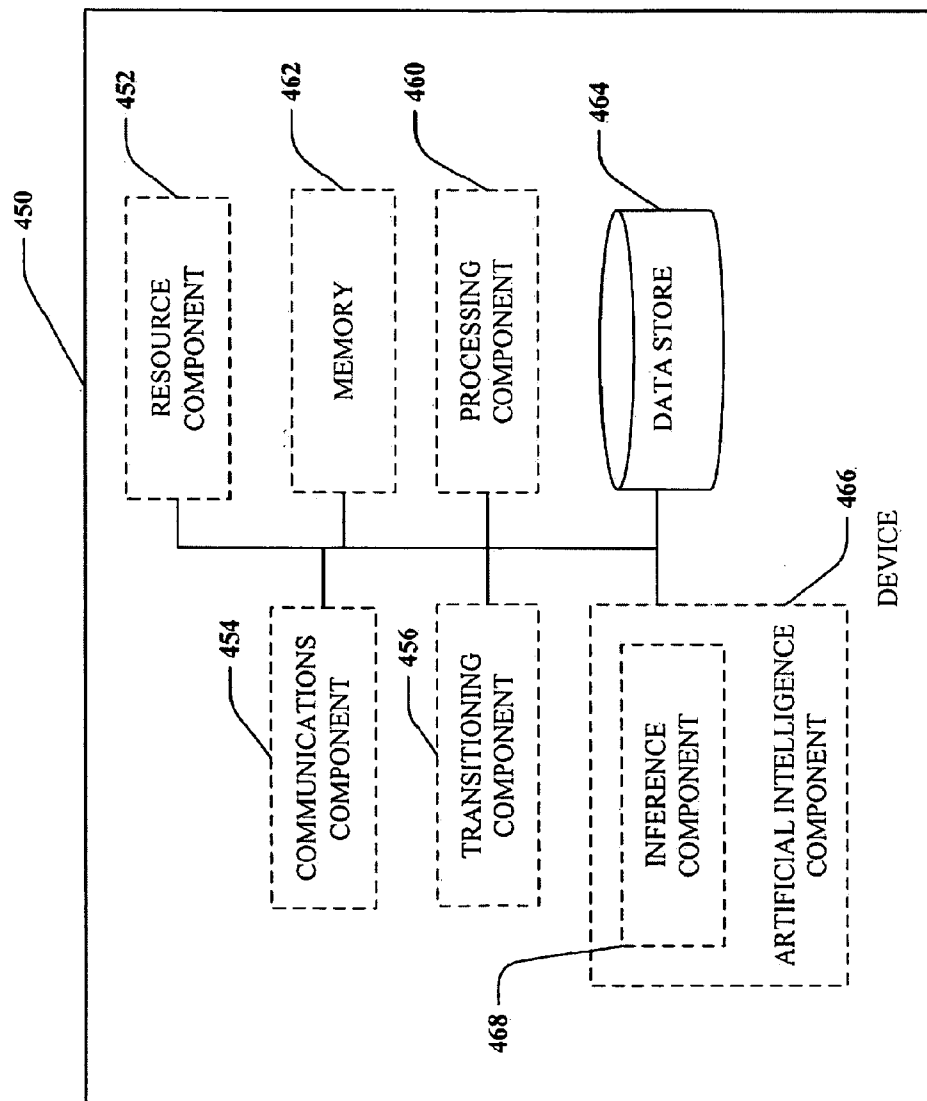 450
452
454
RESOURCE
COMPONENT
462
COMMUNICATIONS
COMPONENT
MEMORY
456
460
TRANSITIONING
COMPONENT
PROCESSING
COMPONENT
468
464
INFERENCE
COMPONENT
DATA STORE
ARTIFICIAL INTELLIGENCE
COMPONENT
466
DEVICE